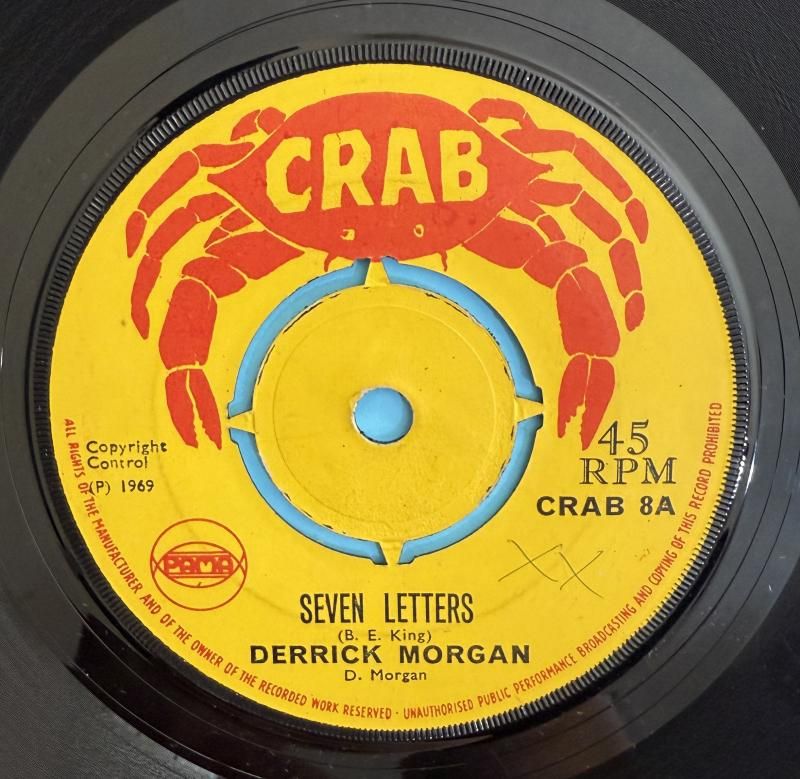 CRAB
Copyright
Control
(P) 1969
45
RPM
CRAB 8A
PAMA
XX
SEVEN LETTERS
(B. E. King)
DERRICK MORGAN
D. Morgan
ALL RIGHTS OF THE MANUFACTURER AND OF THE OWNER OF THE RECORDED WORK RESERVED · UNAUTHORISED PUBLIC PERFORMANCE BROADCASTING AND COPYING OF THIS RECORD PROHIBITED